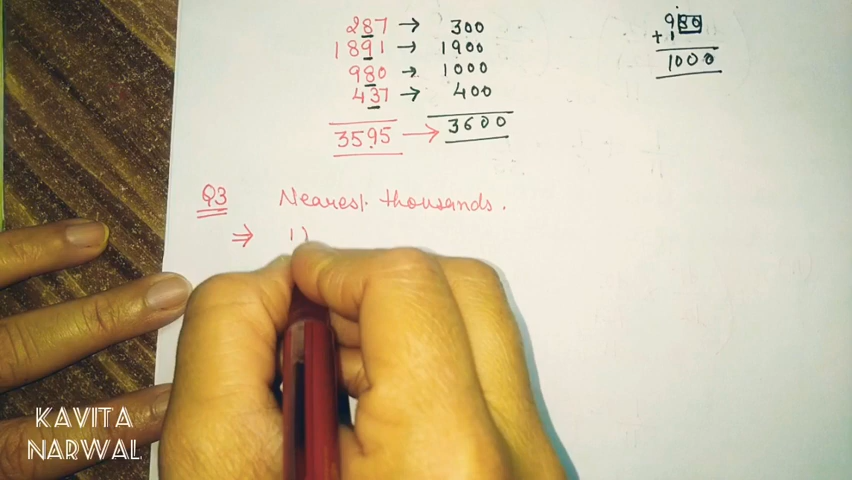 287 → 300
1891 → 1900
980 → 1000
437 → 400
3595 → 3600
980
+ 1
1000
Q3 Nearest thousands.
⇒ 1)
KAVITA
NARWAL